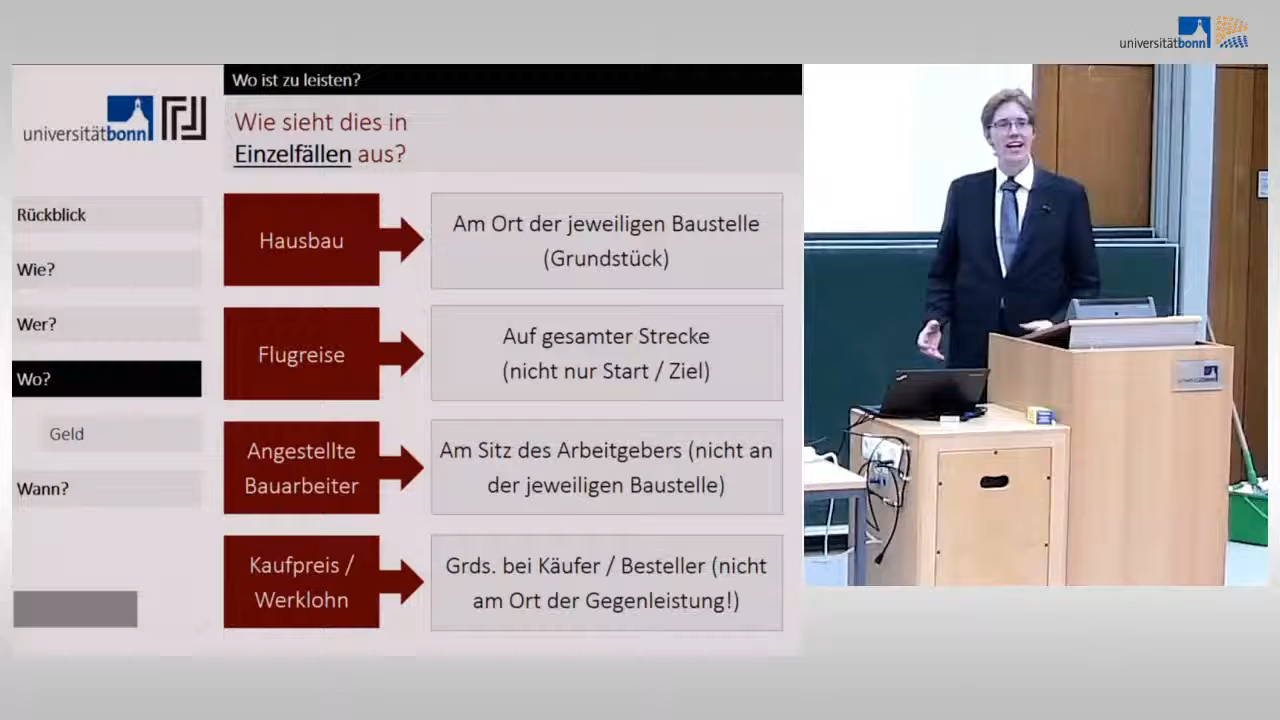 universitätbonn
Wo ist zu leisten?
universitätbonn
Wie sieht dies in
Einzelfällen aus?
Rückblick
Wie?
Wer?
Wo?
Geld
Wann?
Hausbau
Am Ort der jeweiligen Baustelle
(Grundstück)
Flugreise
Auf gesamter Strecke
(nicht nur Start / Ziel)
Angestellte
Bauarbeiter
Am Sitz des Arbeitgebers (nicht an
der jeweiligen Baustelle)
Kaufpreis /
Werklohn
Grds. bei Käufer / Besteller (nicht
am Ort der Gegenleistung!)